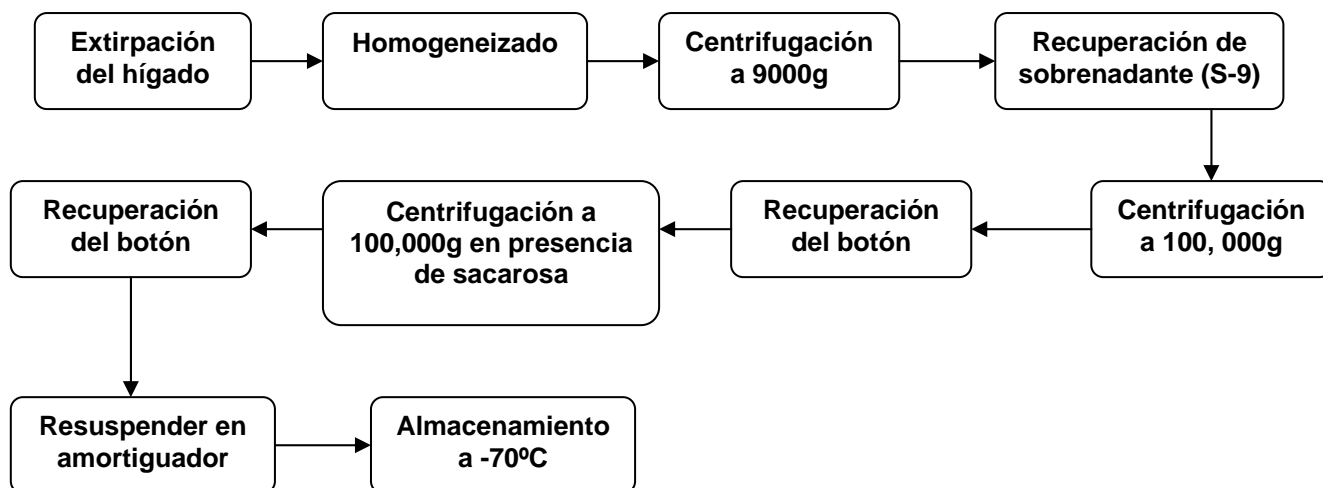 Extirpación
del hígado
Homogeneizado
Centrifugación
a 9000g
Recuperación de
sobrenadante (S-9)
Centrifugación
a 100, 000g
Recuperación
del botón
Centrifugación a
100,000g en presencia
de sacarosa
Recuperación
del botón
Resuspender en
amortiguador
Almacenamiento
a -70ºC